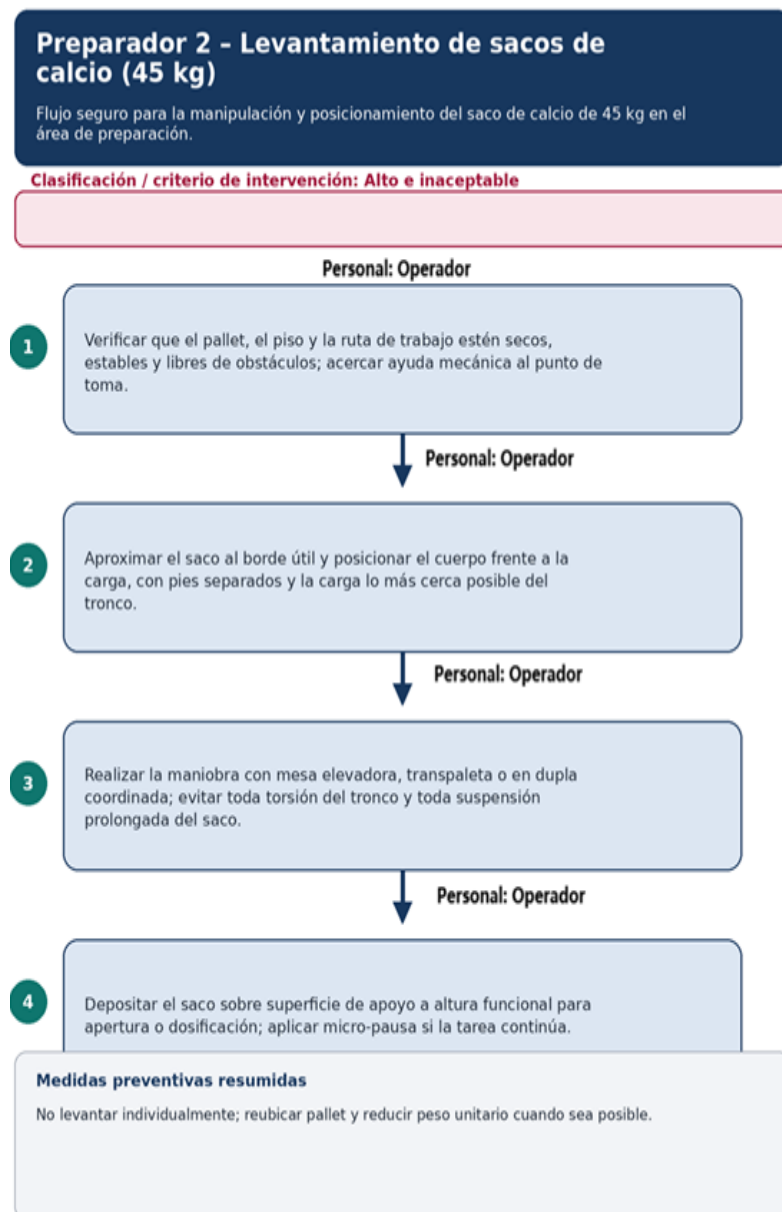 Preparador 2 – Levantamiento de sacos de
calcio (45 kg)
Flujo seguro para la manipulación y posicionamiento del saco de calcio de 45 kg en el
área de preparación.
Clasificación / criterio de intervención: Alto e inaceptable
Personal: Operador
1
Verificar que el pallet, el piso y la ruta de trabajo estén secos,
estables y libres de obstáculos; acercar ayuda mecánica al punto de
toma.
Personal: Operador
2
Aproximar el saco al borde útil y posicionar el cuerpo frente a la
carga, con pies separados y la carga lo más cerca posible del
tronco.
Personal: Operador
3
Realizar la maniobra con mesa elevadora, transpaleta o en dupla
coordinada; evitar toda torsión del tronco y toda suspensión
prolongada del saco.
Personal: Operador
4
Depositar el saco sobre superficie de apoyo a altura funcional para
apertura o dosificación; aplicar micro-pausa si la tarea continúa.
Medidas preventivas resumidas
No levantar individualmente; reubicar pallet y reducir peso unitario cuando sea posible.